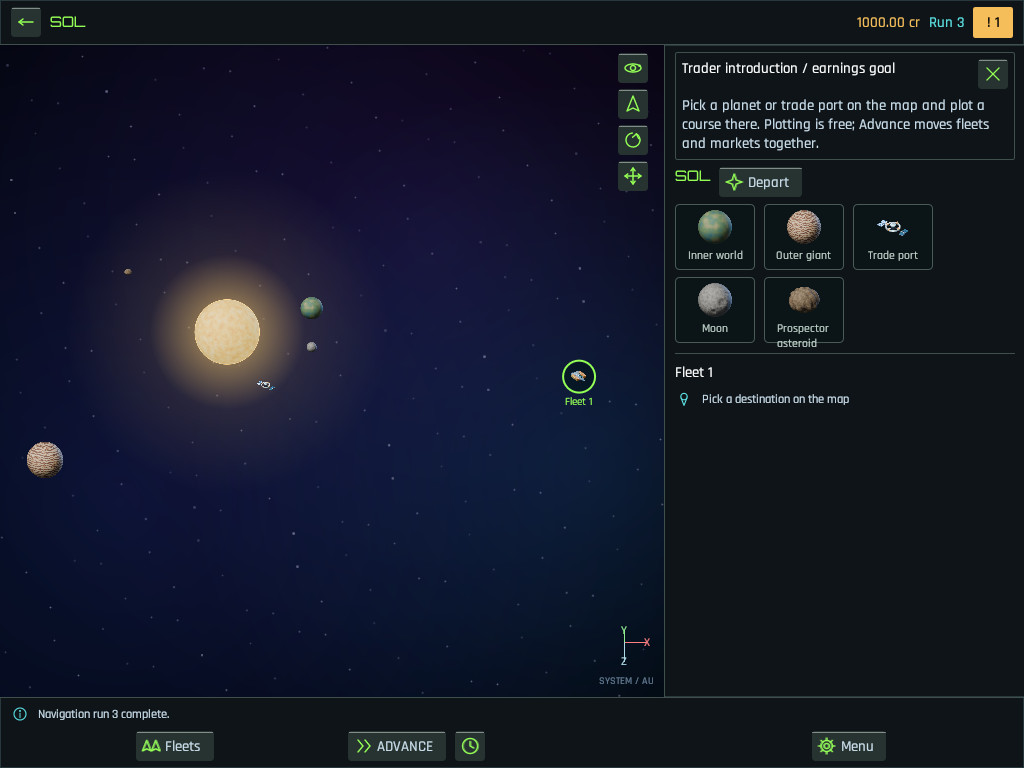 SOL
1000.00 cr Run 3 ! 1
Trader introduction / earnings goal
Pick a planet or trade port on the map and plot a
course there. Plotting is free; Advance moves fleets
and markets together.
SOL Depart
Inner world Outer giant Trade port
Moon Prospector
asteroid
Fleet 1
Pick a destination on the map
Fleet 1
Y
X
Z
SYSTEM / AU
Navigation run 3 complete.
Fleets ADVANCE Menu